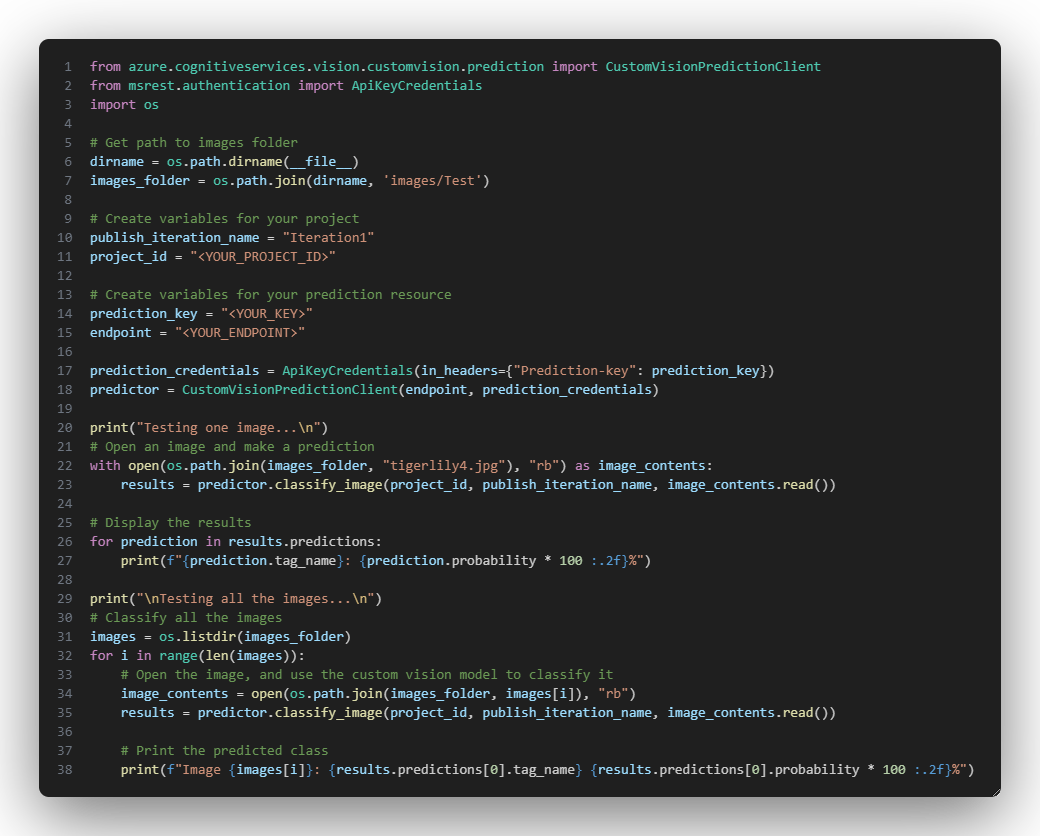 1 from azure.cognitiveservices.vision.customvision.prediction import CustomVisionPredictionClient
2 from msrest.authentication import ApiKeyCredentials
3 import os
4
5 # Get path to images folder
6 dirname = os.path.dirname(__file__)
7 images_folder = os.path.join(dirname, 'images/Test')
8
9 # Create variables for your project
10 publish_iteration_name = "Iteration1"
11 project_id = "<YOUR_PROJECT_ID>"
12
13 # Create variables for your prediction resource
14 prediction_key = "<YOUR_KEY>"
15 endpoint = "<YOUR_ENDPOINT>"
16
17 prediction_credentials = ApiKeyCredentials(in_headers={"Prediction-key": prediction_key})
18 predictor = CustomVisionPredictionClient(endpoint, prediction_credentials)
19
20 print("Testing one image...\n")
21 # Open an image and make a prediction
22 with open(os.path.join(images_folder, "tigerlily4.jpg"), "rb") as image_contents:
23     results = predictor.classify_image(project_id, publish_iteration_name, image_contents.read())
24
25 # Display the results
26 for prediction in results.predictions:
27     print(f"{prediction.tag_name}: {prediction.probability * 100 :.2f}%")
28
29 print("\nTesting all the images...\n")
30 # Classify all the images
31 images = os.listdir(images_folder)
32 for i in range(len(images)):
33     # Open the image, and use the custom vision model to classify it
34     image_contents = open(os.path.join(images_folder, images[i]), "rb")
35     results = predictor.classify_image(project_id, publish_iteration_name, image_contents.read())
36
37     # Print the predicted class
38     print(f"Image {images[i]}: {results.predictions[0].tag_name} {results.predictions[0].probability * 100 :.2f}%")